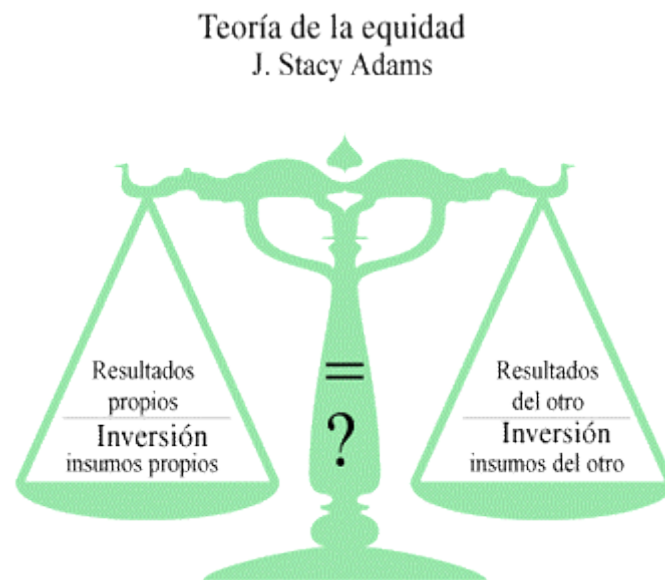 Teoría de la equidad
J. Stacy Adams
Resultados
propios
Inversión
insumos propios
=
?
Resultados
del otro
Inversión
insumos del otro